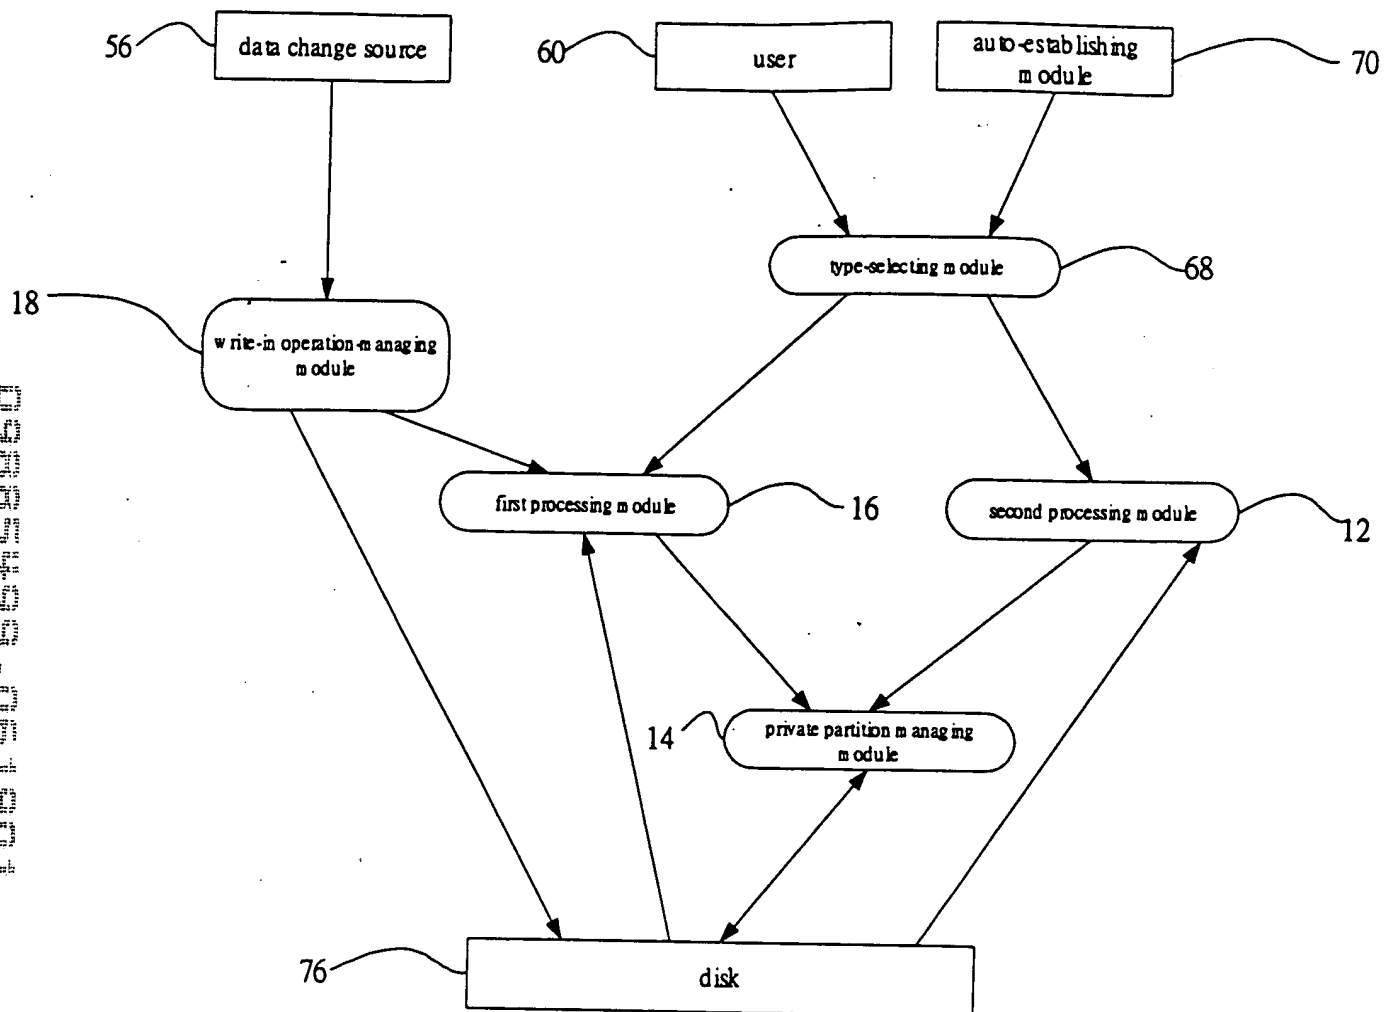 56
data change source
60
user
auto-establishing
module
70
type-selecting module
68
18
write-in operation-managing
module
first processing module
16
second processing module
12
14
private partition managing
module
76
disk